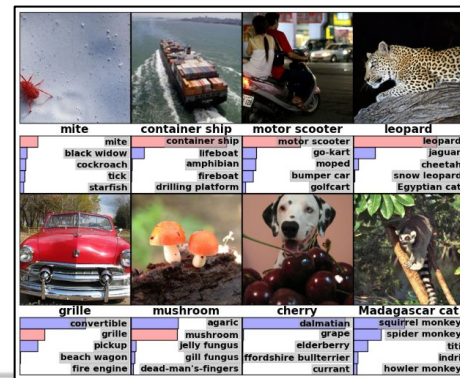 mite
container ship
motor scooter
leopard
mite
black widow
cockroach
tick
starfish
container ship
lifeboat
amphibian
fireboat
drilling platform
motor scooter
go-kart
moped
bumper car
golfcart
leopard
jaguar
cheetah
snow leopard
Egyptian cat
grille
mushroom
cherry
Madagascar cat
convertible
grille
pickup
beach wagon
fire engine
agaric
mushroom
jelly fungus
gill fungus
dead-man's-fingers
dalmatian
grape
elderberry
ffordshire bullterrier
currant
squirrel monkey
spider monkey
titi
indri
howler monkey